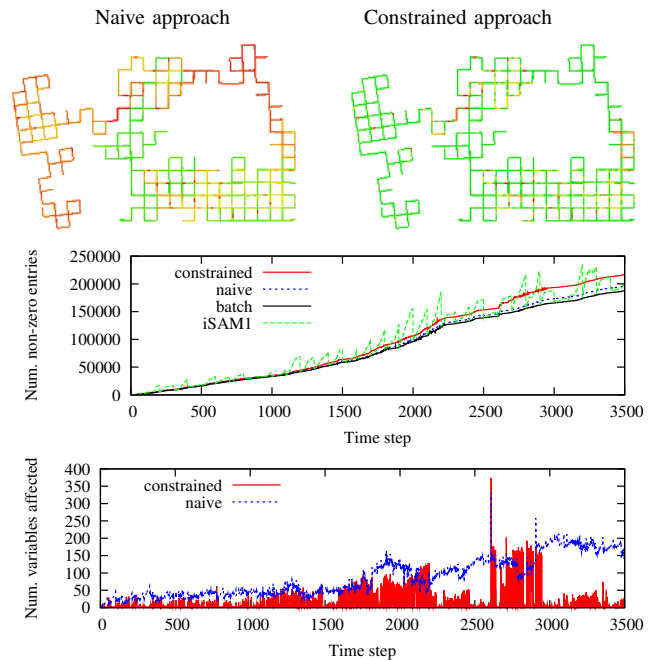 Naive approach
Constrained approach
250000
200000
150000
100000
50000
0
Num. non-zero entries
constrained
naive
batch
iSAM1
0 500 1000 1500 2000 2500 3000 3500
Time step
400
350
300
250
200
150
100
50
0
Num. variables affected
constrained
naive
0 500 1000 1500 2000 2500 3000 3500
Time step